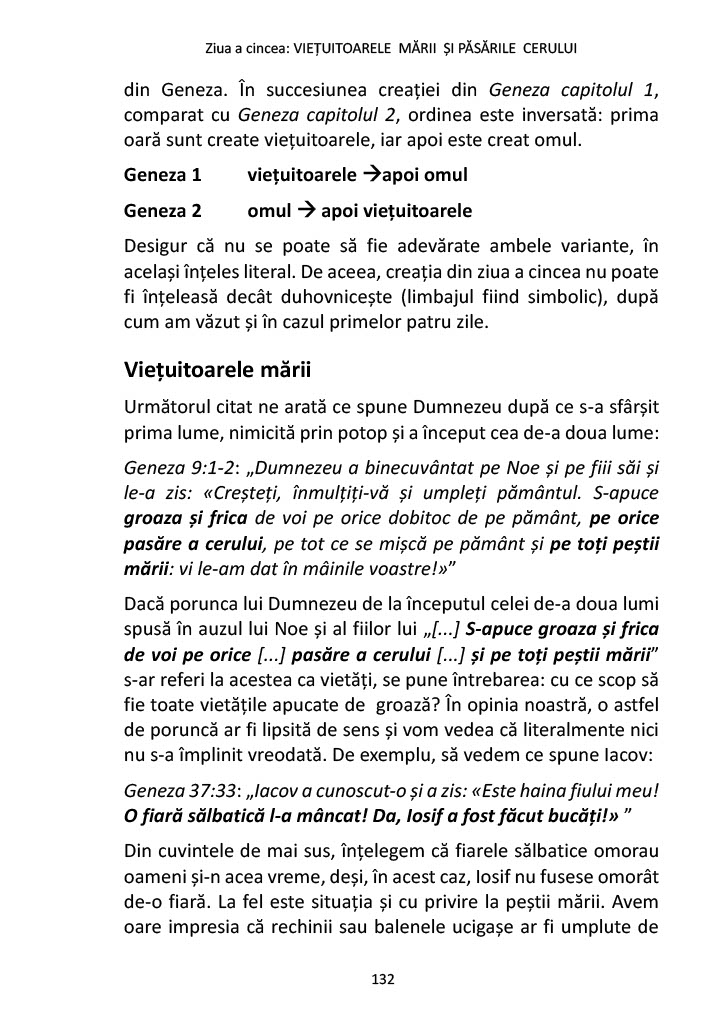 Ziua a cincea: VIEȚUITOARELE MĂRII ȘI PĂSĂRILE CERULUI
din Geneza. În succesiunea creației din Geneza capitolul 1,
comparat cu Geneza capitolul 2, ordinea este inversată: prima
oară sunt create viețuitoarele, iar apoi este creat omul.
Geneza 1 viețuitoarele →apoi omul
Geneza 2 omul → apoi viețuitoarele
Desigur că nu se poate să fie adevărate ambele variante, în
același înțeles literal. De aceea, creația din ziua a cincea nu poate
fi înțeleasă decât duhovnicește (limbajul fiind simbolic), după
cum am văzut și în cazul primelor patru zile.
Viețuitoarele mării
Următorul citat ne arată ce spune Dumnezeu după ce s-a sfârșit
prima lume, nimicită prin potop și a început cea de-a doua lume:
Geneza 9:1-2: „Dumnezeu a binecuvântat pe Noe și pe fiii săi și
le-a zis: «Creșteți, înmulțiți-vă și umpleți pământul. S-apuce
groaza și frica de voi pe orice dobitoc de pe pământ, pe orice
pasăre a cerului, pe tot ce se mișcă pe pământ și pe toți peștii
mării: vi le-am dat în mâinile voastre!»”
Dacă porunca lui Dumnezeu de la începutul celei de-a doua lumi
spusă în auzul lui Noe și al fiilor lui „[...] S-apuce groaza și frica
de voi pe orice [...] pasăre a cerului [...] și pe toți peștii mării”
s-ar referi la acestea ca vietăți, se pune întrebarea: cu ce scop să
fie toate vietățile apucate de groază? În opinia noastră, o astfel
de poruncă ar fi lipsită de sens și vom vedea că literalmente nici
nu s-a împlinit vreodată. De exemplu, să vedem ce spune Iacov:
Geneza 37:33: „Iacov a cunoscut-o și a zis: «Este haina fiului meu!
O fiară sălbatică l-a mâncat! Da, Iosif a fost făcut bucăți!» ”
Din cuvintele de mai sus, înțelegem că fiarele sălbatice omorau
oameni și-n acea vreme, deși, în acest caz, Iosif nu fusese omorât
de-o fiară. La fel este situația și cu privire la peștii mării. Avem
oare impresia că rechinii sau balenele ucigașe ar fi umplute de
132